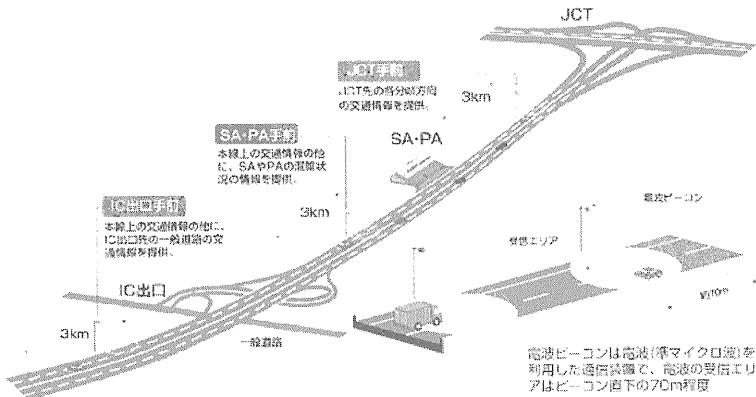 JCT
JCT手前
JCT先の各分岐方向
の交通情報を提供。
3km
SA・PA手前
本線上の交通情報の他
に、SAやPAの混雑状
況の情報を提供。
SA・PA
3km
IC出口手前
本線上の交通情報の他に、
IC出口先の一般道路の交
通情報を提供。
IC出口
3km
一般道路
電波ビーコン
受信エリア
約70m
電波ビーコンは電波(準マイクロ波)を
利用した通信装置で、電波の受信エリ
アはビーコン直下の70m程度